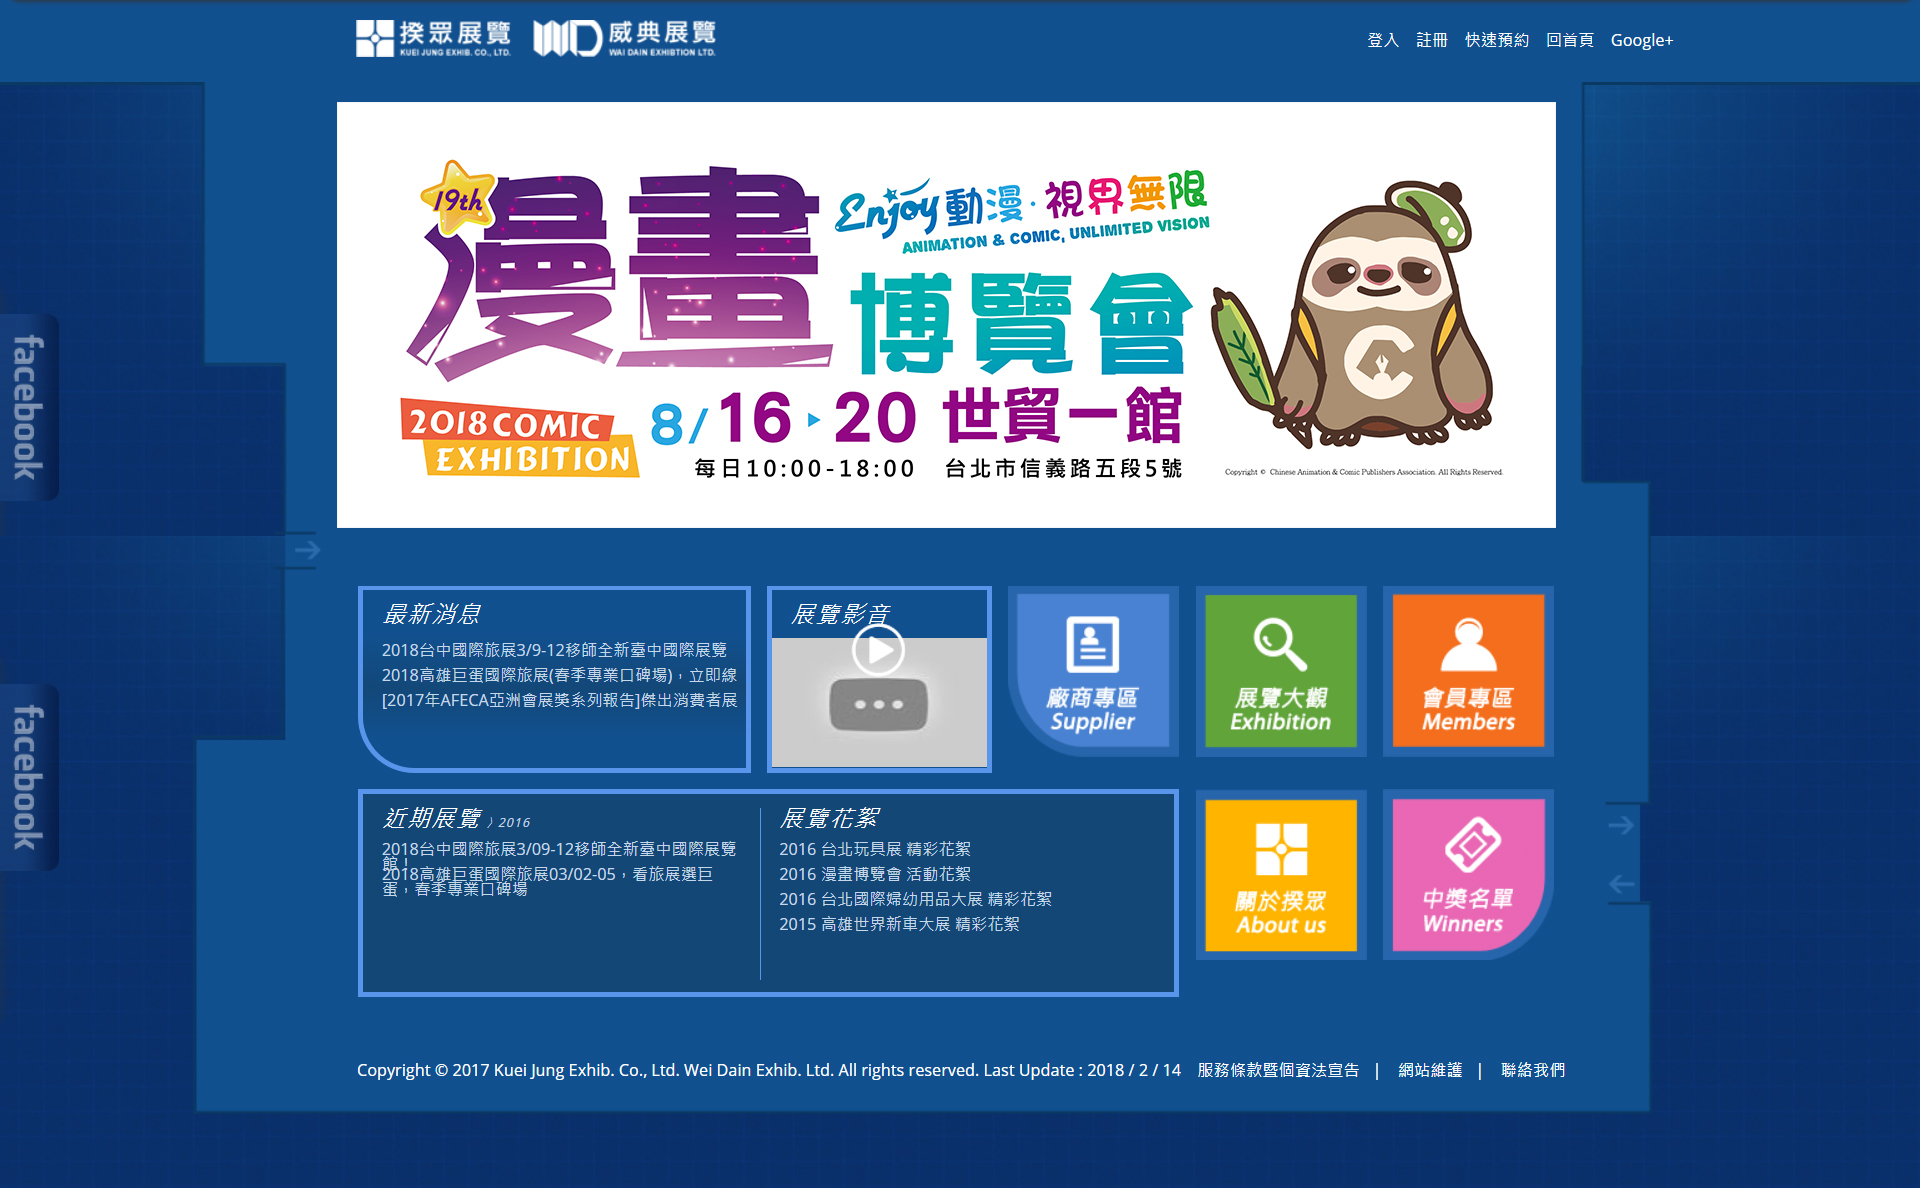 揆眾展覽
KUEI JUNG EXHIB. CO., LTD.
威典展覽
WAI DAIN EXHIBTION LTD.
登入 註冊 快速預約 回首頁 Google+
19th
漫畫
Enjoy動漫·視界無限
ANIMATION & COMIC, UNLIMITED VISION
博覽會
2018 COMIC
EXHIBITION
8/16▸20 世貿一館
每日10:00-18:00 台北市信義路五段5號
Copyright © Chinese Animation & Comic Publishers Association. All Rights Reserved.
facebook
facebook
最新消息
2018台中國際旅展3/9-12移師全新臺中國際展覽
2018高雄巨蛋國際旅展(春季專業口碑場)，立即線
[2017年AFECA亞洲會展獎系列報告]傑出消費者展
展覽影音
廠商專區
Supplier
展覽大觀
Exhibition
會員專區
Members
近期展覽 〉2016
2018台中國際旅展3/09-12移師全新臺中國際展覽
館！
2018高雄巨蛋國際旅展03/02-05，看旅展選巨
蛋，春季專業口碑場
展覽花絮
2016 台北玩具展 精彩花絮
2016 漫畫博覽會 活動花絮
2016 台北國際婦幼用品大展 精彩花絮
2015 高雄世界新車大展 精彩花絮
關於揆眾
About us
中獎名單
Winners
Copyright © 2017 Kuei Jung Exhib. Co., Ltd. Wei Dain Exhib. Ltd. All rights reserved. Last Update : 2018 / 2 / 14 服務條款暨個資法宣告 | 網站維護 | 聯絡我們